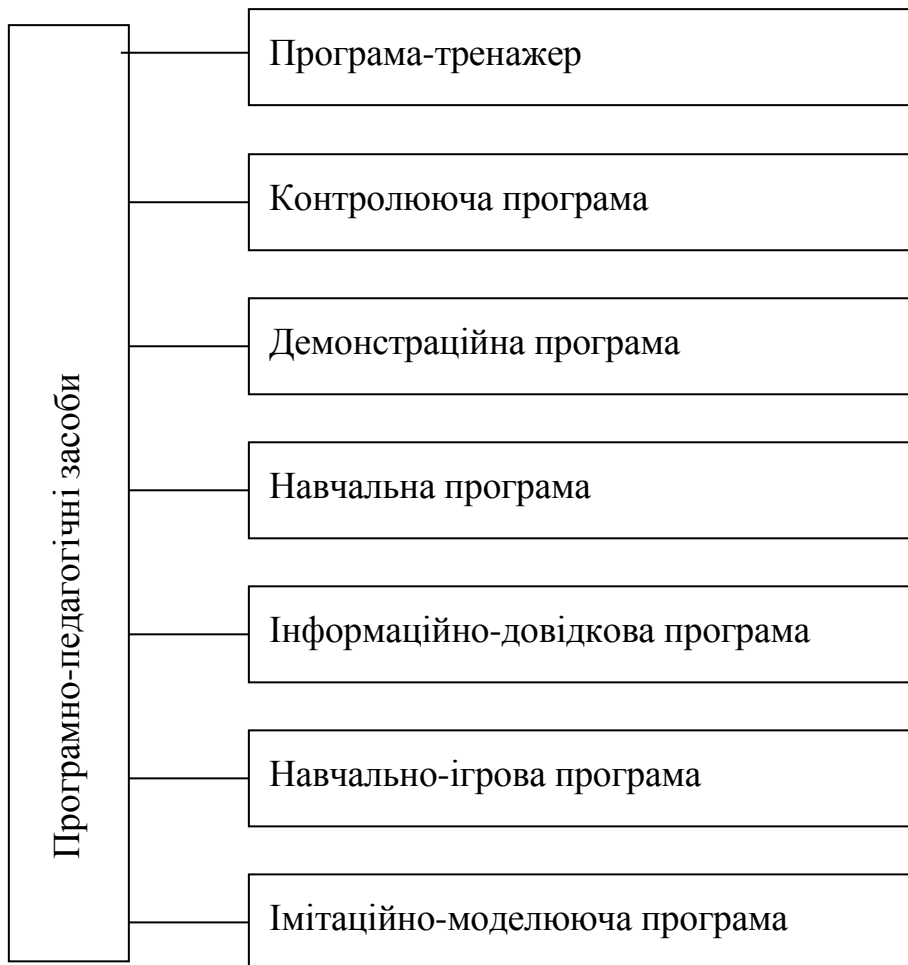 Програмно-педагогічні засоби
Програма-тренажер
Контролююча програма
Демонстраційна програма
Навчальна програма
Інформаційно-довідкова програма
Навчально-ігрова програма
Імітаційно-моделююча програма